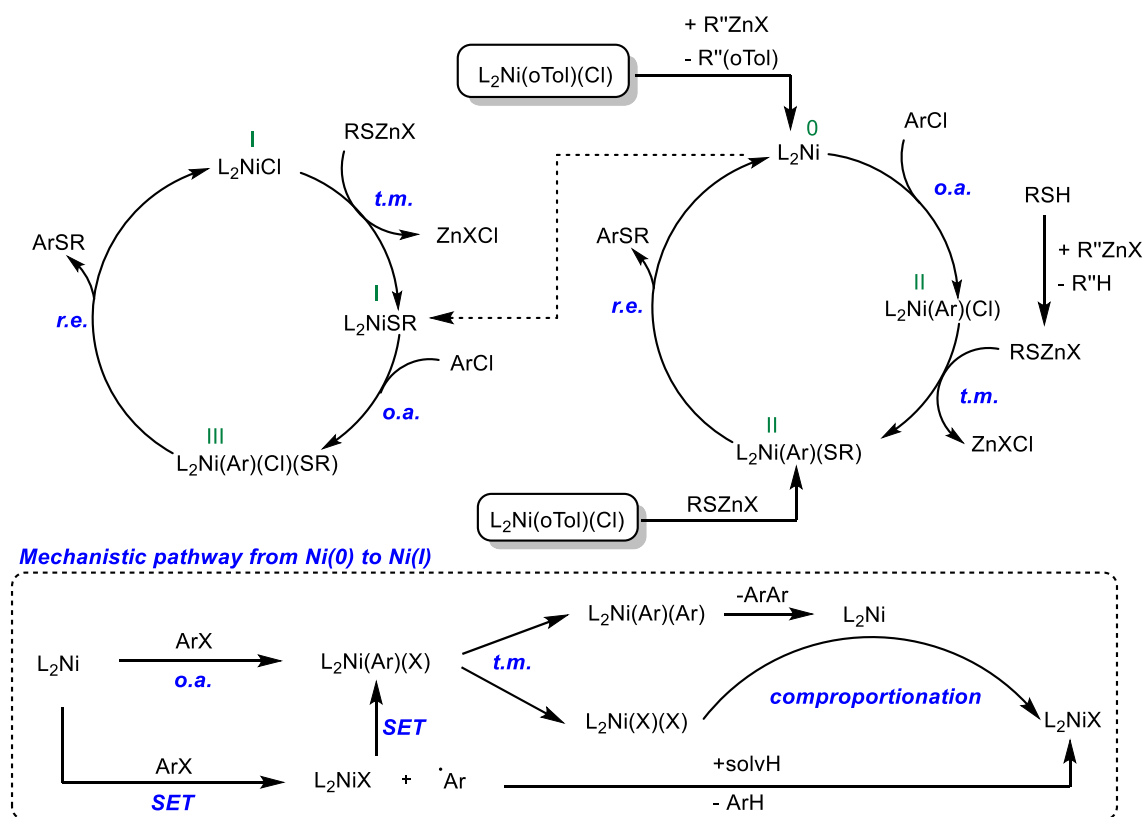 + R"ZnX
- R"(oTol)
L₂Ni(oTol)(Cl)
I
L₂NiCl
RSZnX
t.m.
ZnXCl
ArSR
r.e.
I
L₂NiSR
ArCl
o.a.
III
L₂Ni(Ar)(Cl)(SR)
0
L₂Ni
ArCl
o.a.
RSH
+ R"ZnX
- R"H
ArSR
r.e.
II
L₂Ni(Ar)(Cl)
RSZnX
t.m.
ZnXCl
II
L₂Ni(Ar)(SR)
L₂Ni(oTol)(Cl)
RSZnX
Mechanistic pathway from Ni(0) to Ni(I)
L₂Ni
ArX
o.a.
L₂Ni(Ar)(X)
t.m.
L₂Ni(Ar)(Ar)
-ArAr
L₂Ni
L₂Ni(X)(X)
comproportionation
L₂NiX
SET
ArX
SET
L₂NiX + ·Ar
+solvH
- ArH